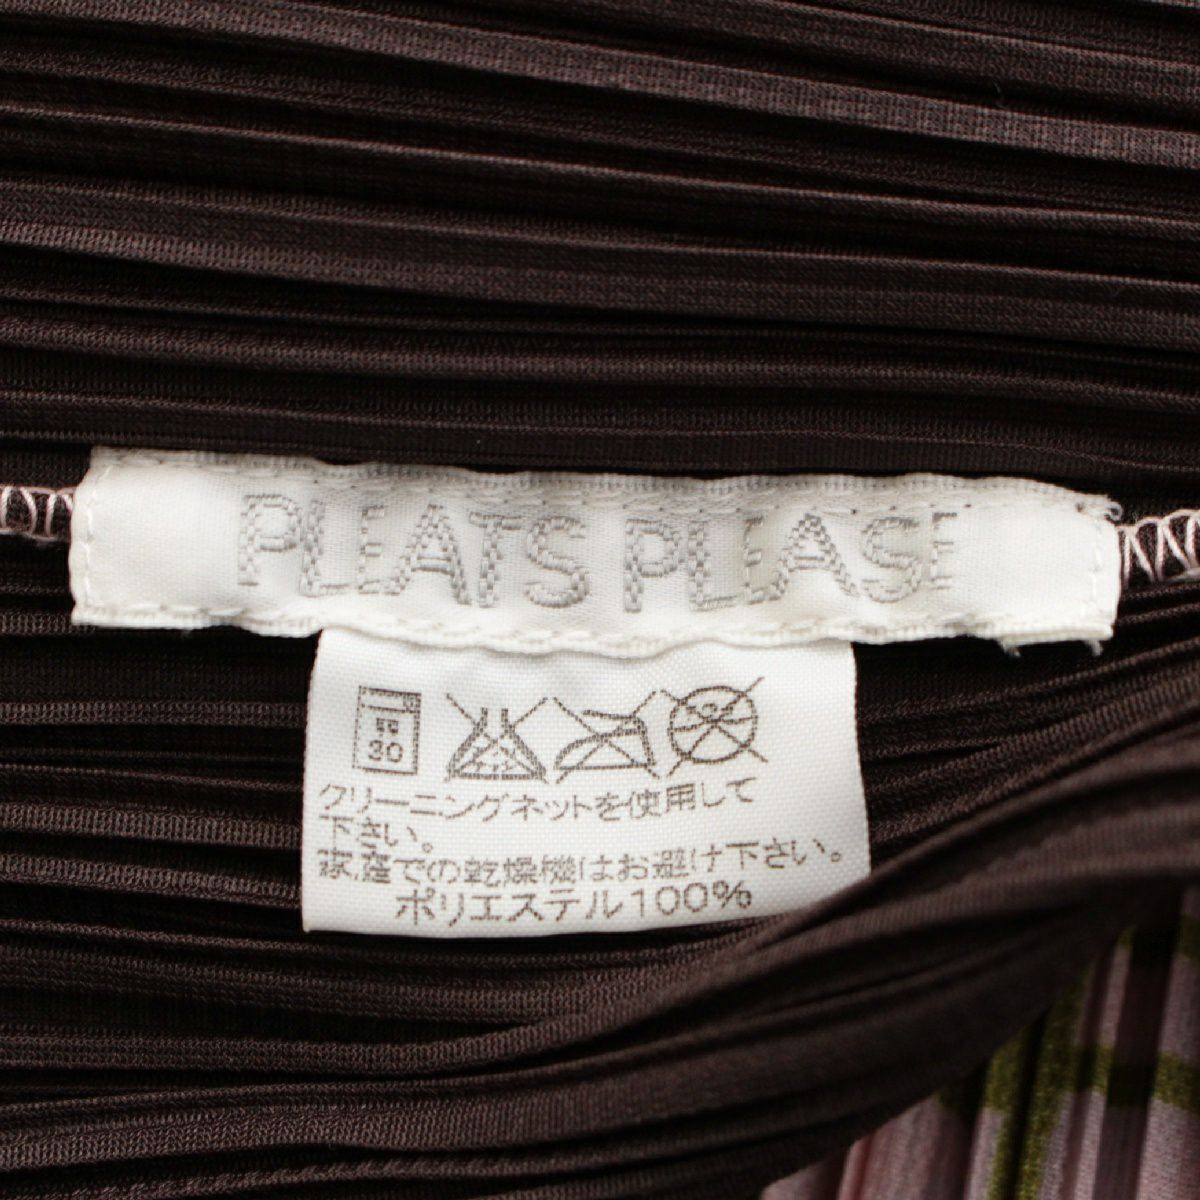 PLEATS PLEASE
弱
30
クリーニングネットを使用して
下さい。
家庭での乾燥機はお避け下さい。
ポリエステル100%